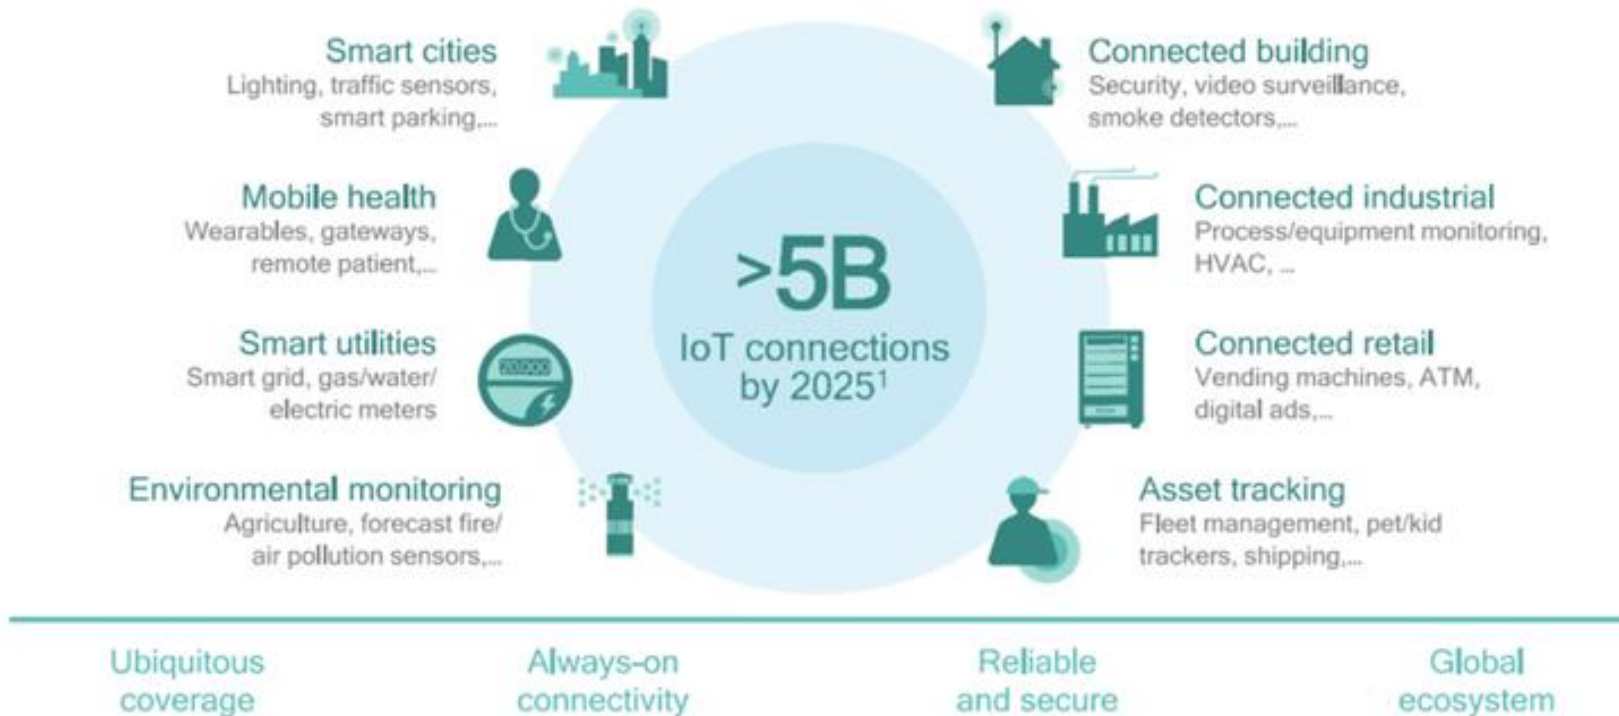 Smart cities
Lighting, traffic sensors,
smart parking,...
Connected building
Security, video surveillance,
smoke detectors,...
Mobile health
Wearables, gateways,
remote patient,...
Connected industrial
Process/equipment monitoring,
HVAC, ...
>5B
IoT connections
by 2025¹
Smart utilities
Smart grid, gas/water/
electric meters
20000
Connected retail
Vending machines, ATM,
digital ads,...
Environmental monitoring
Agriculture, forecast fire/
air pollution sensors,...
Asset tracking
Fleet management, pet/kid
trackers, shipping,...
Ubiquitous
coverage
Always-on
connectivity
Reliable
and secure
Global
ecosystem